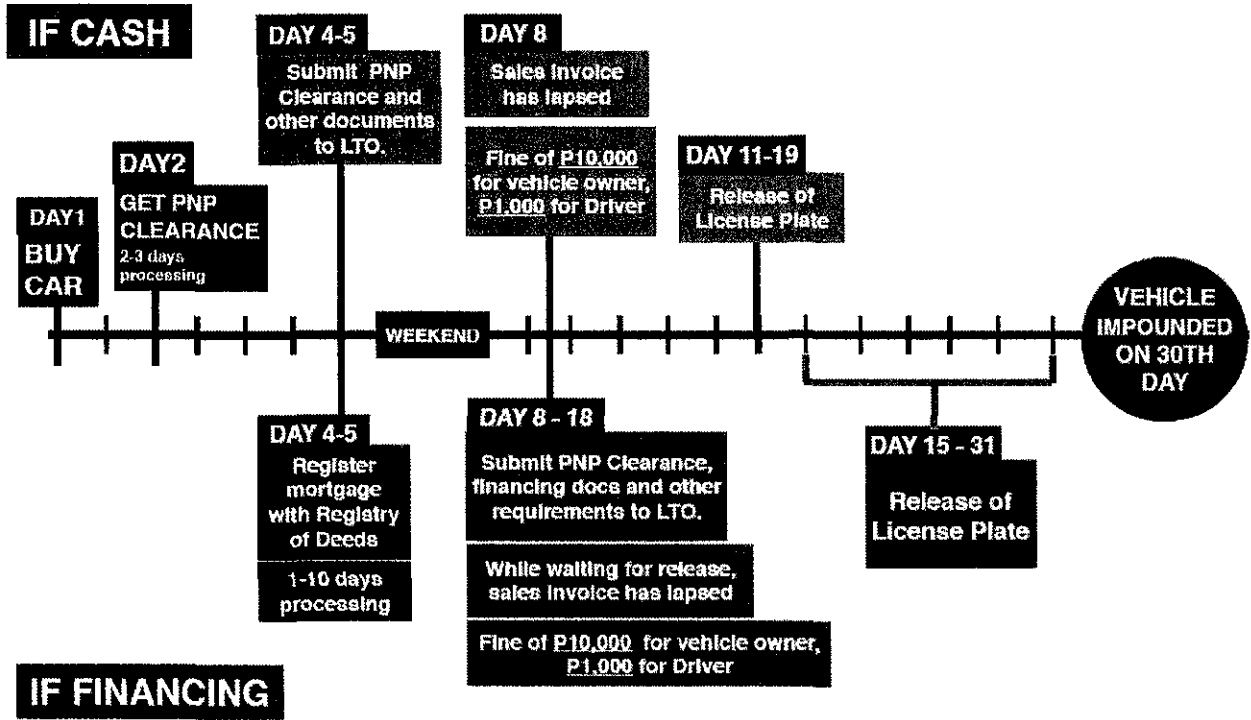 IF CASH
DAY1
BUY
CAR
DAY2
GET PNP
CLEARANCE
2-3 days
processing
DAY 4-5
Submit PNP
Clearance and
other documents
to LTO.
DAY 8
Sales Invoice
has lapsed
Fine of P10,000
for vehicle owner,
P1,000 for Driver
DAY 11-19
Release of
License Plate
WEEKEND
VEHICLE
IMPOUNDED
ON 30TH
DAY
DAY 4-5
Register
mortgage
with Registry
of Deeds
1-10 days
processing
DAY 8 - 18
Submit PNP Clearance,
financing docs and other
requirements to LTO.
While waiting for release,
sales invoice has lapsed
Fine of P10,000 for vehicle owner,
P1,000 for Driver
DAY 15 - 31
Release of
License Plate
IF FINANCING